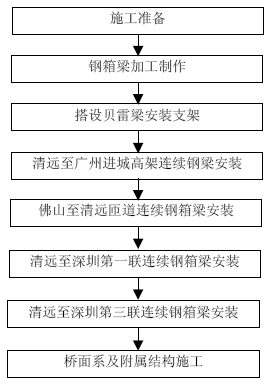 施工准备
钢箱梁加工制作
搭设贝雷梁安装支架
清远至广州进城高架连续钢梁安装
佛山至清远匝道连续钢箱梁安装
清远至深圳第一联连续钢箱梁安装
清远至深圳第三联连续钢箱梁安装
桥面系及附属结构施工